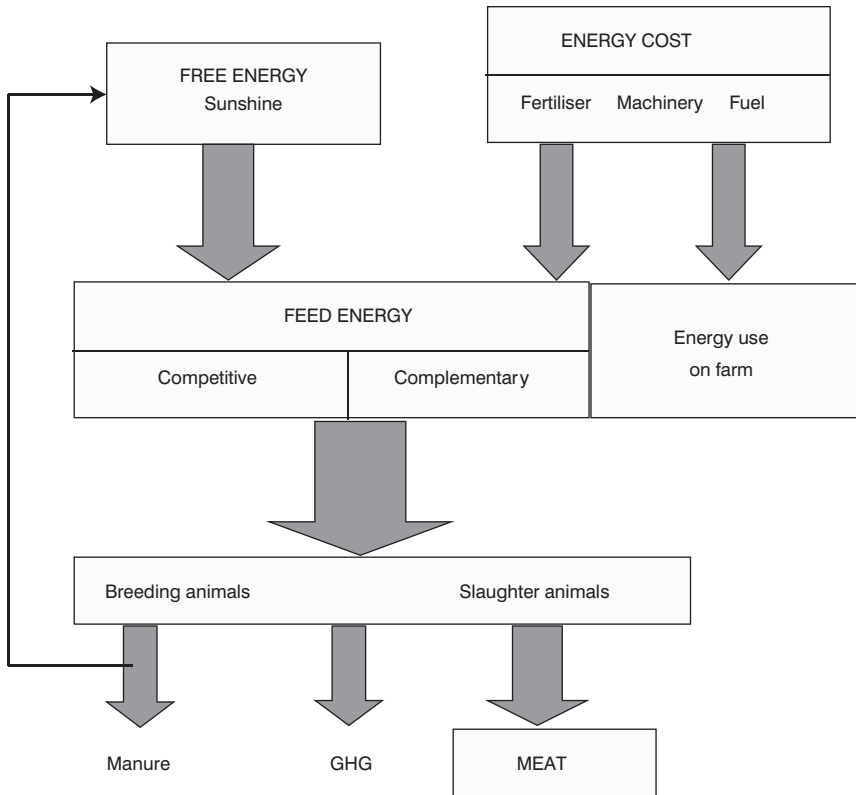 FREE ENERGY
Sunshine
ENERGY COST
Fertiliser Machinery Fuel
FEED ENERGY
Competitive Complementary
Energy use
on farm
Breeding animals Slaughter animals
Manure GHG MEAT